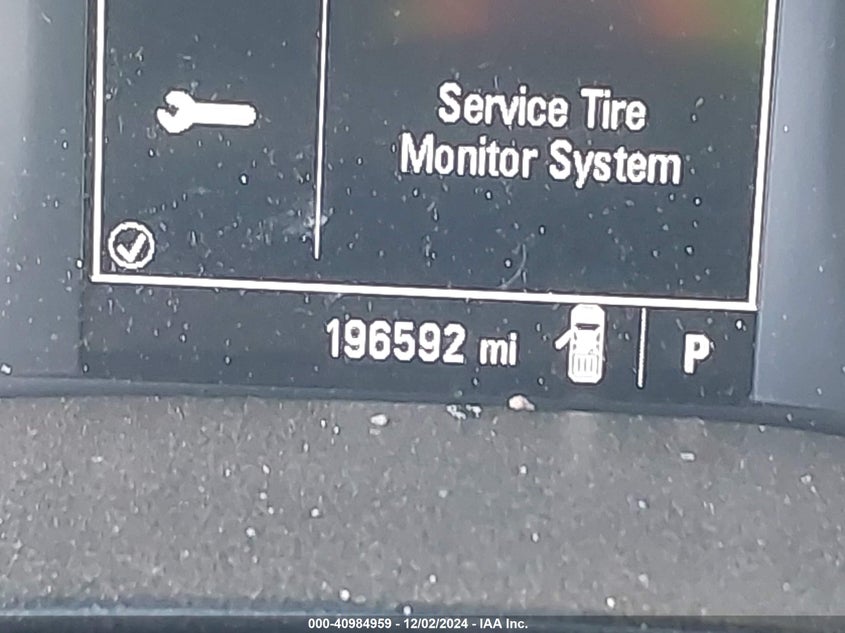 Service Tire
Monitor System
196592 mi
P
000-40984959 - 12/02/2024 - IAA Inc.